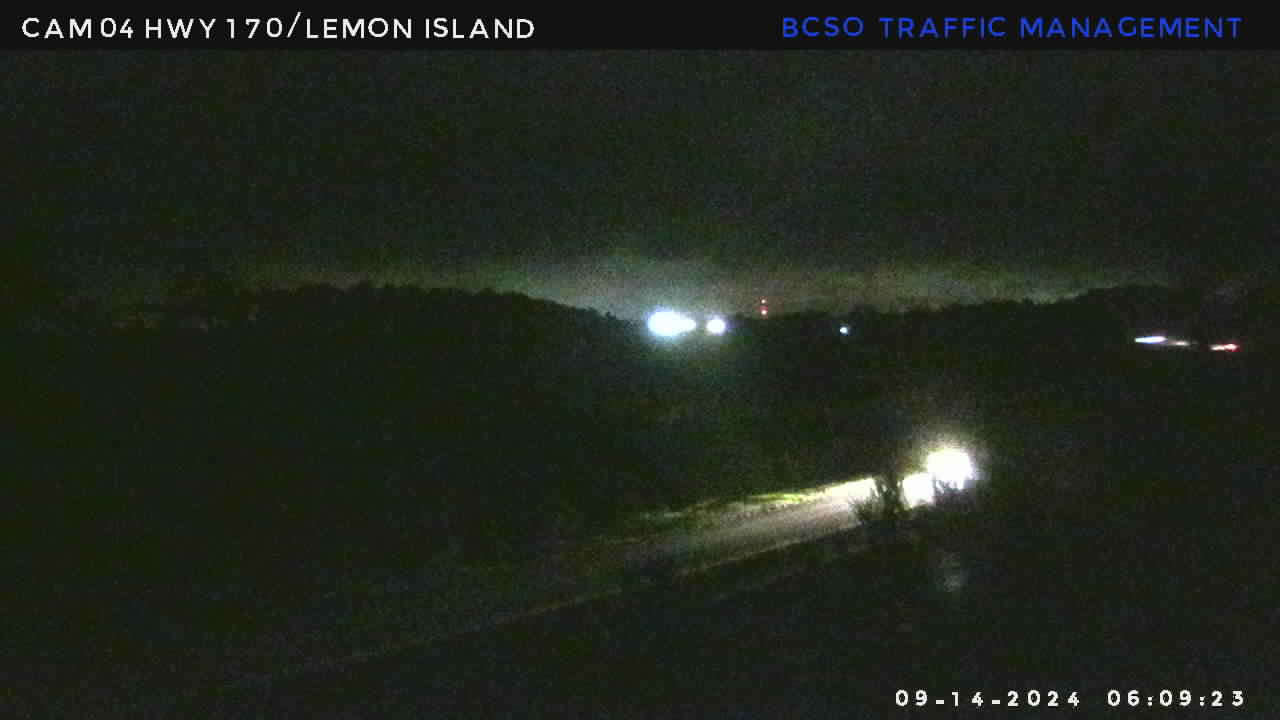 CAM04 HWY 170/LEMON ISLAND
BCSO TRAFFIC MANAGEMENT
09-14-2024 06:09:23